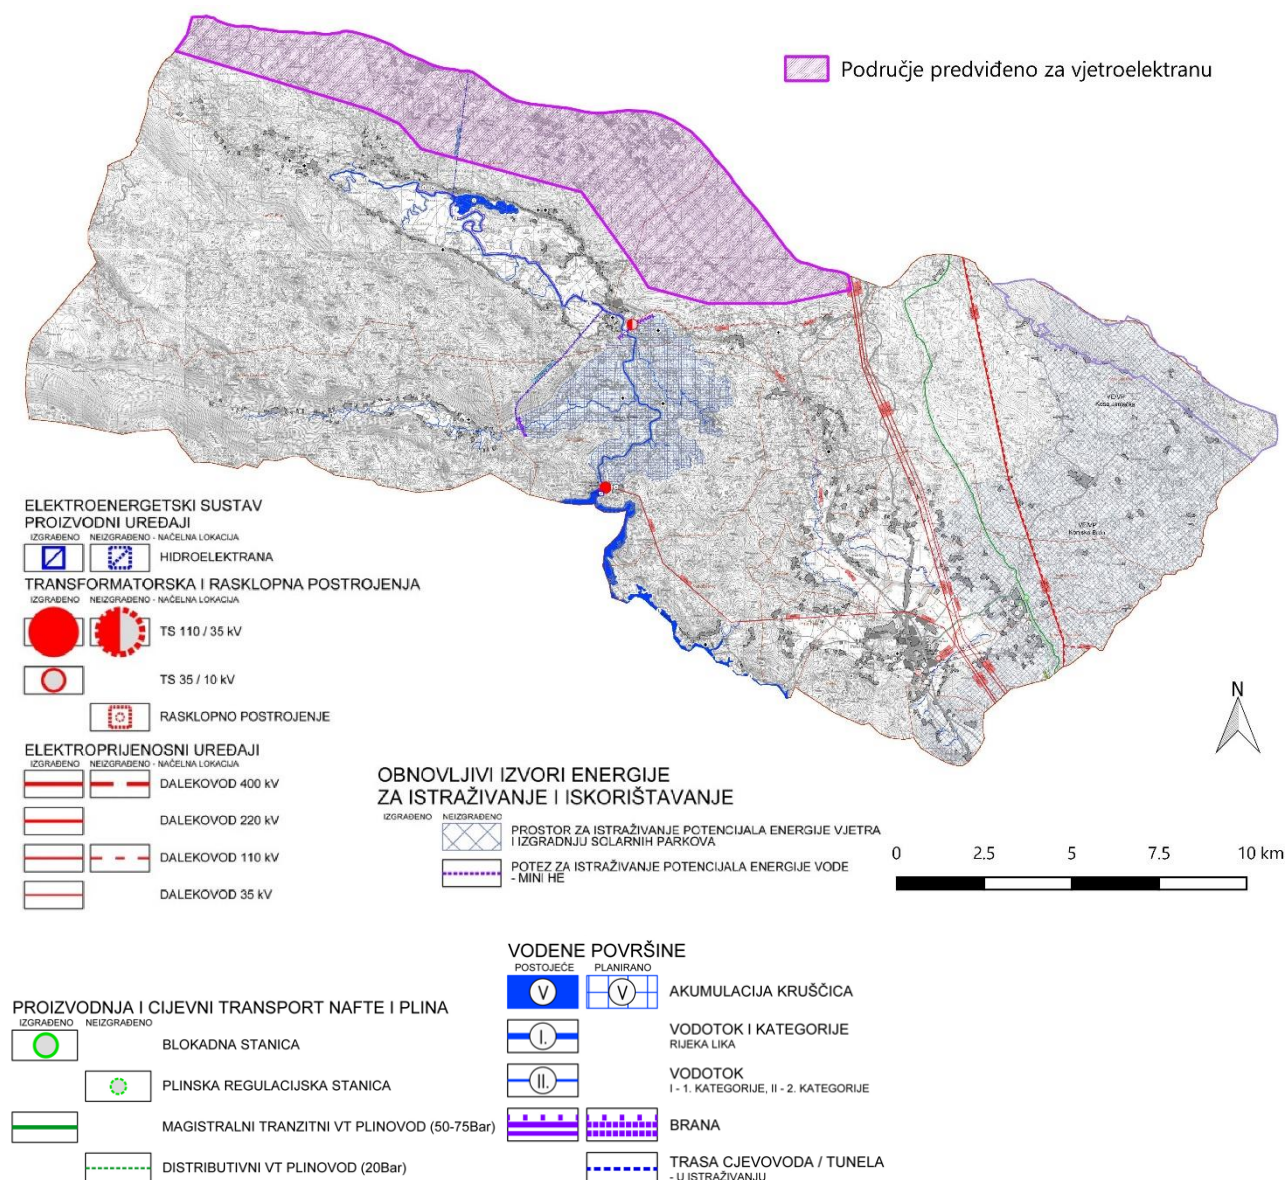 Područje predviđeno za vjetroelektranu
ELEKTROENERGETSKI SUSTAV
PROIZVODNI UREĐAJI
IZGRAĐENO NEIZGRAĐENO - NAČELNA LOKACIJA
HIDROELEKTRANA
TRANSFORMATORSKA I RASKLOPNA POSTROJENJA
IZGRAĐENO NEIZGRAĐENO - NAČELNA LOKACIJA
TS 110 / 35 kV
TS 35 / 10 kV
RASKLOPNO POSTROJENJE
ELEKTROPRIJENOSNI UREĐAJI
IZGRAĐENO NEIZGRAĐENO - NAČELNA LOKACIJA
DALEKOVOD 400 kV
DALEKOVOD 220 kV
DALEKOVOD 110 kV
DALEKOVOD 35 kV
OBNOVLJIVI IZVORI ENERGIJE
ZA ISTRAŽIVANJE I ISKORIŠTAVANJE
IZGRAĐENO NEIZGRAĐENO
PROSTOR ZA ISTRAŽIVANJE POTENCIJALA ENERGIJE VJETRA
I IZGRADNJU SOLARNIH PARKOVA
POTEZ ZA ISTRAŽIVANJE POTENCIJALA ENERGIJE VODE
- MINI HE
N
0 2.5 5 7.5 10 km
PROIZVODNJA I CIJEVNI TRANSPORT NAFTE I PLINA
IZGRAĐENO NEIZGRAĐENO
BLOKADNA STANICA
PLINSKA REGULACIJSKA STANICA
MAGISTRALNI TRANZITNI VT PLINOVOD (50-75Bar)
DISTRIBUTIVNI VT PLINOVOD (20Bar)
VODENE POVRŠINE
POSTOJEĆE PLANIRANO
V V AKUMULACIJA KRUŠČICA
I. VODOTOK I KATEGORIJE
RIJEKA LIKA
II. VODOTOK
I - 1. KATEGORIJE, II - 2. KATEGORIJE
BRANA
TRASA CJEVOVODA / TUNELA
- U ISTRAŽIVANJU